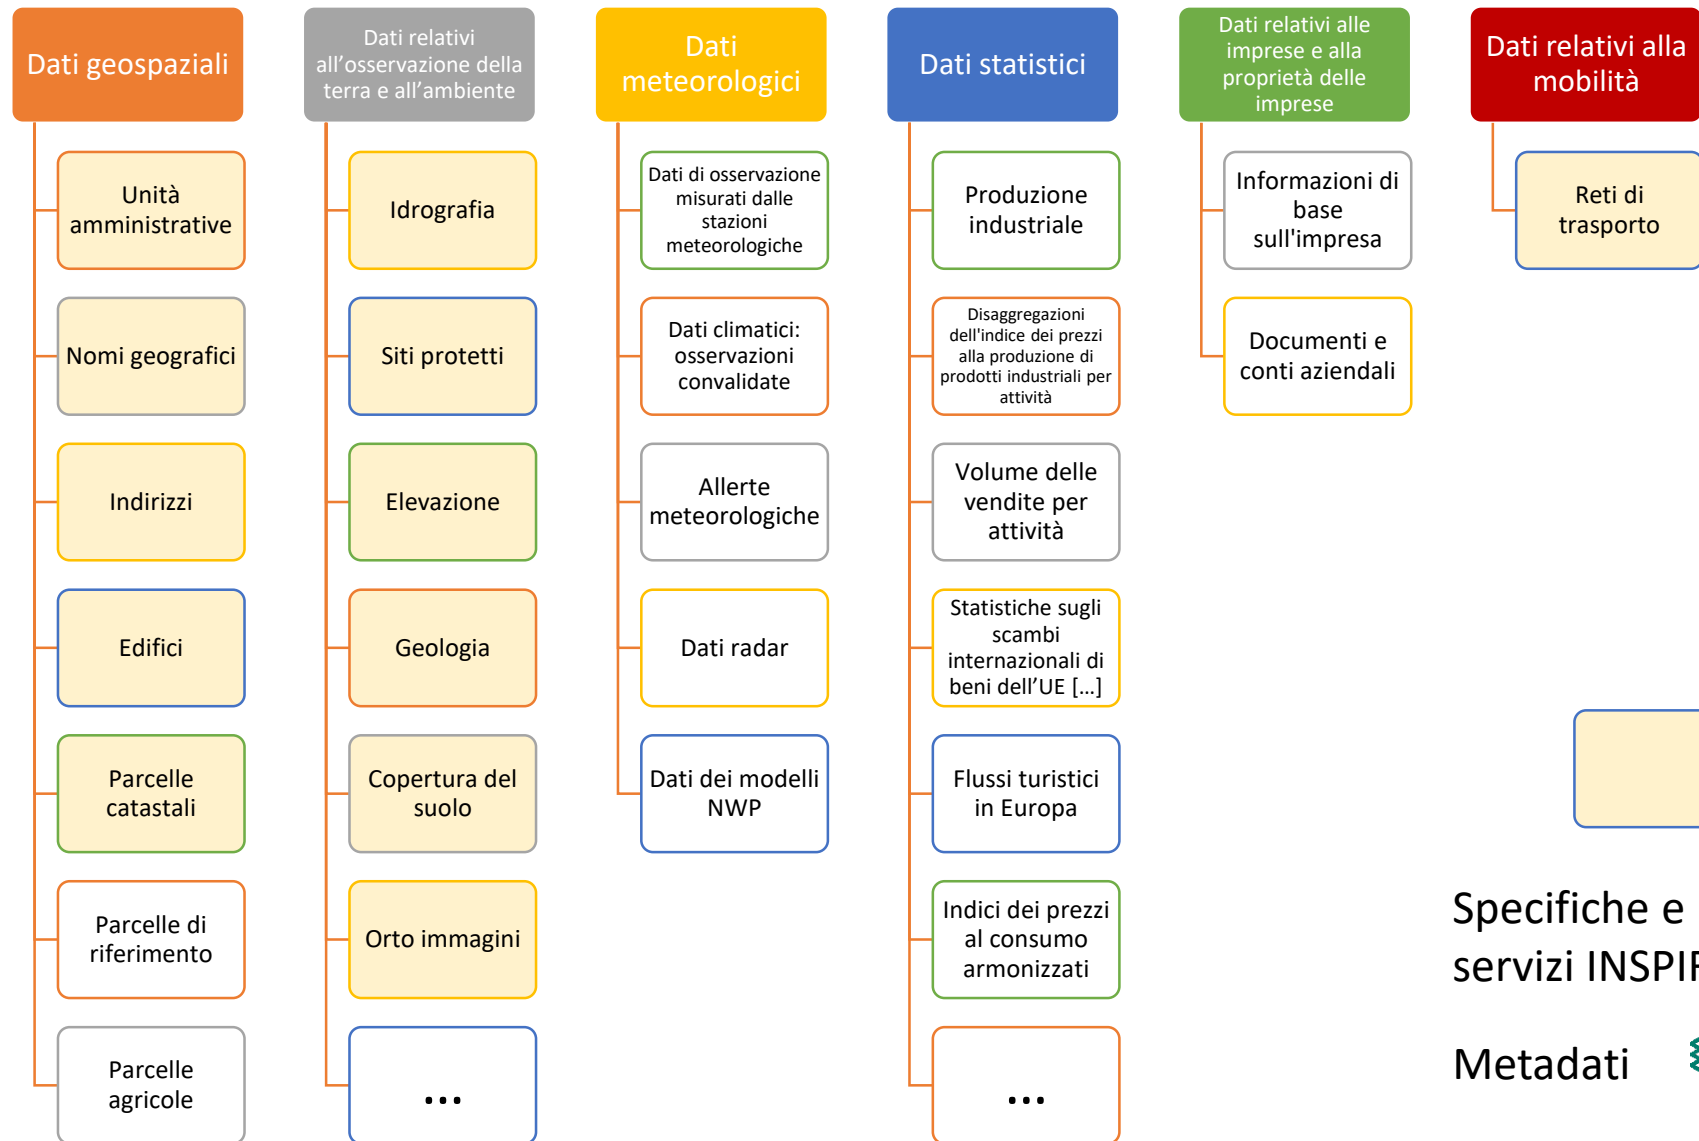 Dati geospaziali
Unità
amministrative
Nomi geografici
Indirizzi
Edifici
Parcelle
catastali
Parcelle di
riferimento
Parcelle
agricole
Dati relativi
all’osservazione della
terra e all’ambiente
Idrografia
Siti protetti
Elevazione
Geologia
Copertura del
suolo
Orto immagini
...
Dati
meteorologici
Dati di osservazione
misurati dalle
stazioni
meteorologiche
Dati climatici:
osservazioni
convalidate
Allerte
meteorologiche
Dati radar
Dati dei modelli
NWP
Dati statistici
Produzione
industriale
Disaggregazioni
dell'indice dei prezzi
alla produzione di
prodotti industriali per
attività
Volume delle
vendite per
attività
Statistiche sugli
scambi
internazionali di
beni dell’UE [...]
Flussi turistici
in Europa
Indici dei prezzi
al consumo
armonizzati
...
Dati relativi alle
imprese e alla
proprietà delle
imprese
Informazioni di
base
sull'impresa
Documenti e
conti aziendali
Dati relativi alla
mobilità
Reti di
trasporto
Specifiche e
servizi
Metadati